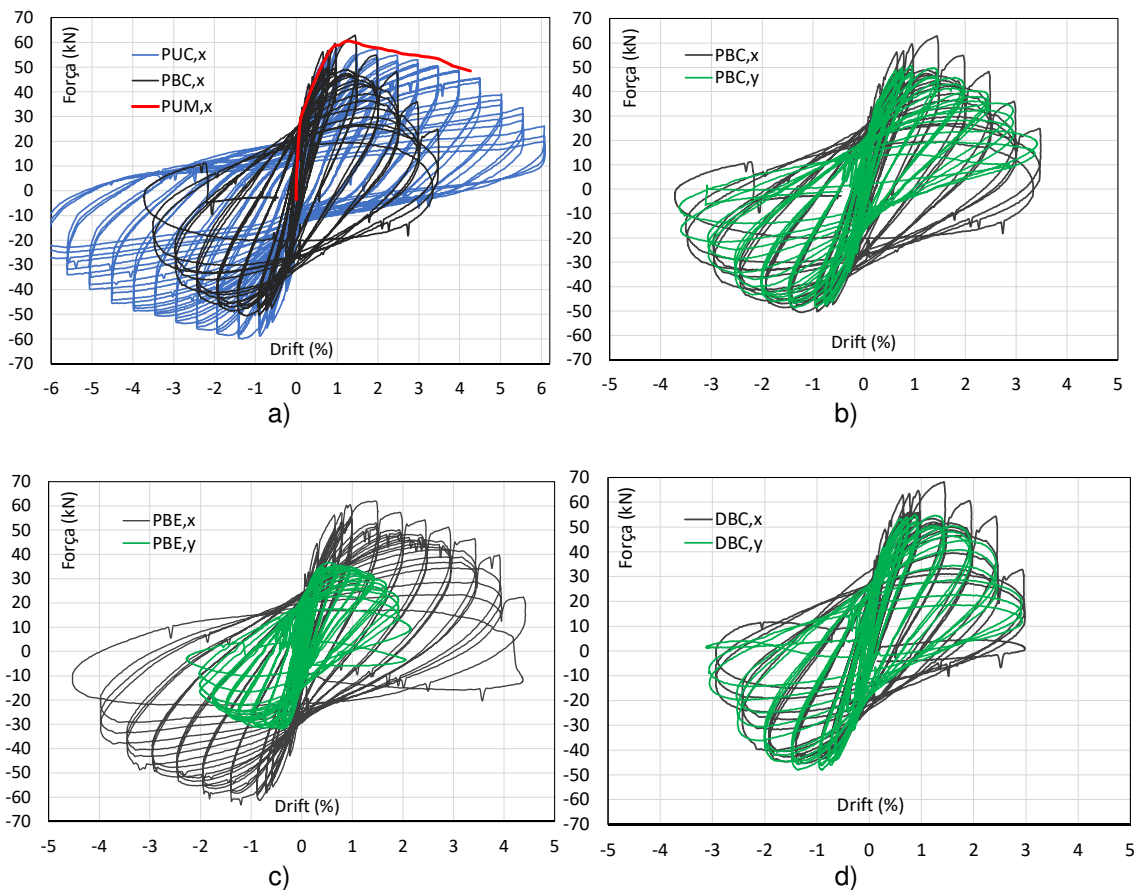 70
60
50
40
30
20
10
0
-10
-20
-30
-40
-50
-60
-70
Força (kN)
PUC,x
PBC,x
PUM,x
Drift (%)
-6 -5 -4 -3 -2 -1 0 1 2 3 4 5 6
a)
70
60
50
40
30
20
10
0
-10
-20
-30
-40
-50
-60
-70
Força (kN)
PBC,x
PBC,y
Drift (%)
-5 -4 -3 -2 -1 0 1 2 3 4 5
b)
70
60
50
40
30
20
10
0
-10
-20
-30
-40
-50
-60
-70
Força (kN)
PBE,x
PBE,y
Drift (%)
-5 -4 -3 -2 -1 0 1 2 3 4 5
c)
70
60
50
40
30
20
10
0
-10
-20
-30
-40
-50
-60
-70
Força (kN)
DBC,x
DBC,y
Drift (%)
-5 -4 -3 -2 -1 0 1 2 3 4 5
d)